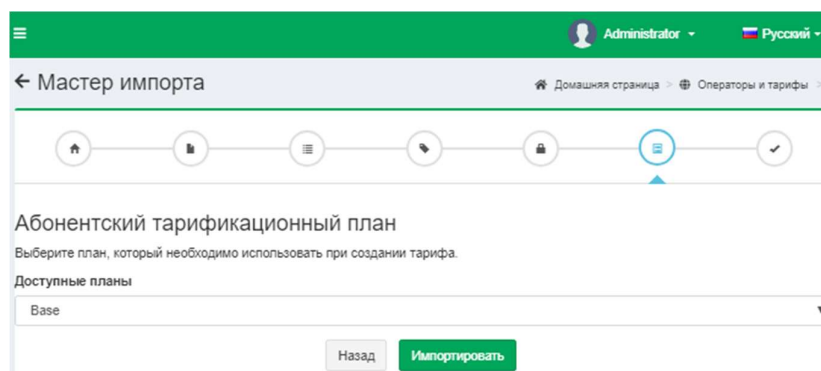 Administrator
Русский
Мастер импорта
Домашняя страница > Операторы и тарифы >
Абонентский тарификационный план
Выберите план, который необходимо использовать при создании тарифа.
Доступные планы
Base
Назад
Импортировать